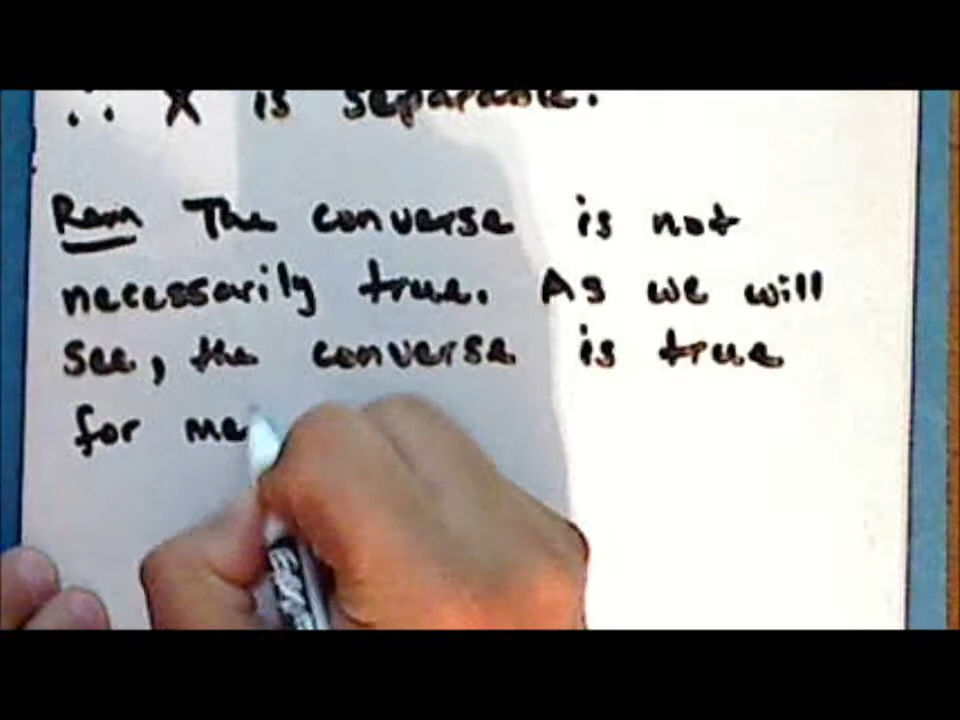 ∴ X is separable.
Rem The converse is not
necessarily true. As we will
see, the converse is true
for me